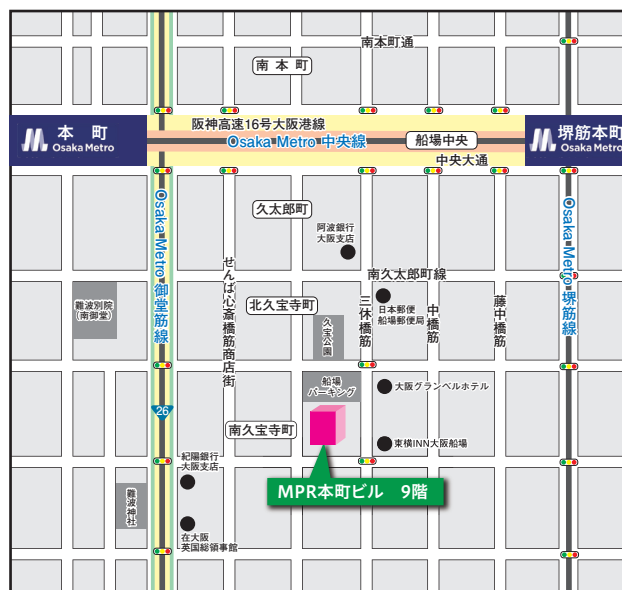 南本町通
南本町
阪神高速16号大阪港線
本町
Osaka Metro
Osaka Metro 中央線
船場中央
堺筋本町
Osaka Metro
中央大通
久太郎町
阿波銀行
大阪支店
Osaka Metro 御堂筋線
Osaka Metro 堺筋線
せんば心斎橋筋商店街
南久太郎町線
難波別院
(南御堂)
北久宝寺町
三休橋筋
日本郵便
船場郵便局
中橋筋
藤中橋筋
久宝公園
船場
パーキング
大阪グランベルホテル
26
南久宝寺町
東横INN大阪船場
紀陽銀行
大阪支店
MPR本町ビル 9階
難波神社
在大阪
英国総領事館